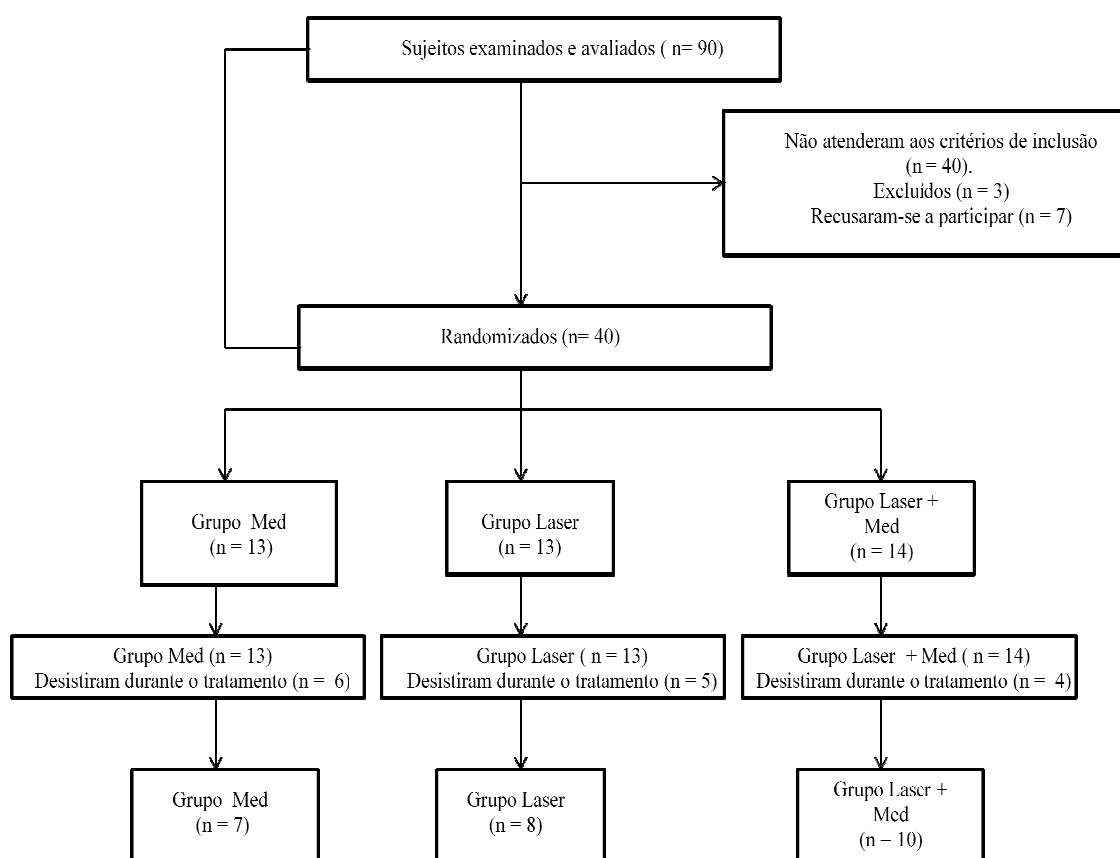 Sujeitos examinados e avaliados ( n= 90)
Não atenderam aos critérios de inclusão
(n = 40).
Excluídos (n = 3)
Recusaram-se a participar (n = 7)
Randomizados (n= 40)
Grupo Med
(n = 13)
Grupo Laser
(n = 13)
Grupo Laser +
Med
(n = 14)
Grupo Med (n = 13)
Desistiram durante o tratamento (n = 6)
Grupo Laser ( n = 13)
Desistiram durante o tratamento (n = 5)
Grupo Laser + Med ( n = 14)
Desistiram durante o tratamento (n = 4)
Grupo Med
(n = 7)
Grupo Laser
(n = 8)
Grupo Laser +
Med
(n – 10)